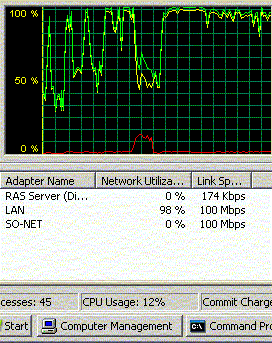 100 %
50 %
0 %
Adapter Name Network Utiliza... Link Sp...
RAS Server (Di... 0 % 174 Kbps
LAN 98 % 100 Mbps
SO-NET 0 % 100 Mbps
cesses: 45 CPU Usage: 12% Commit Charge
Start Computer Management Command Pro